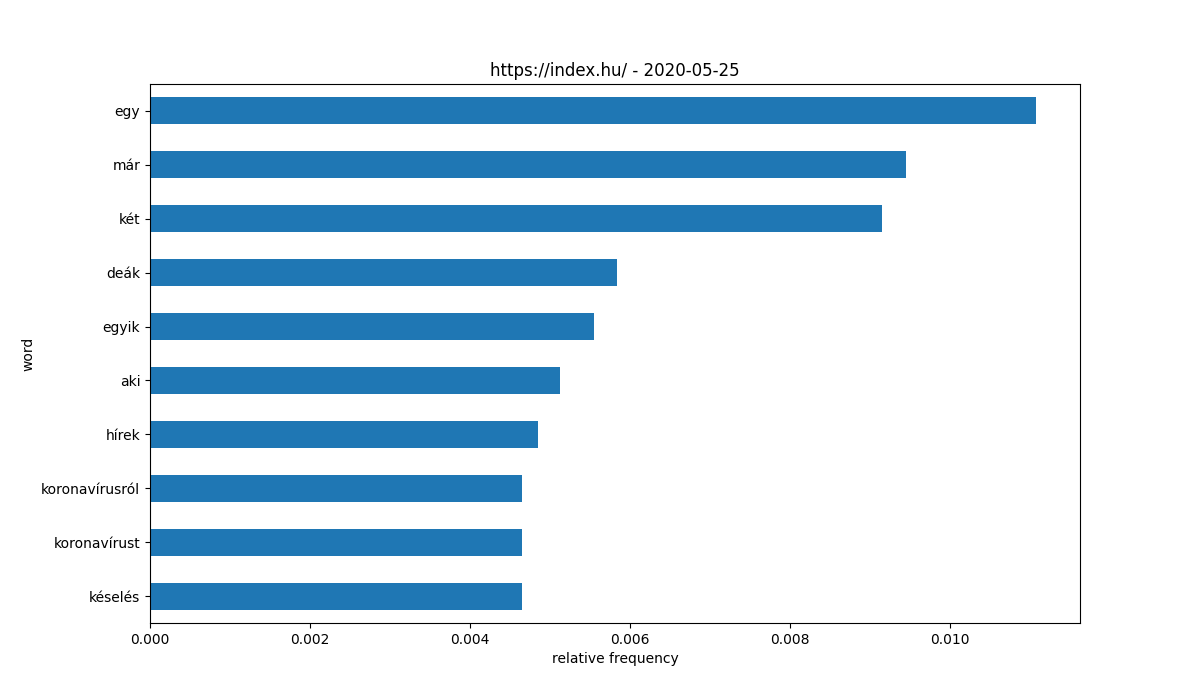 https://index.hu/ - 2020-05-25
egy
már
két
deák
egyik
aki
hírek
koronavírusról
koronavírust
késelés
word
0.000 0.002 0.004 0.006 0.008 0.010
relative frequency